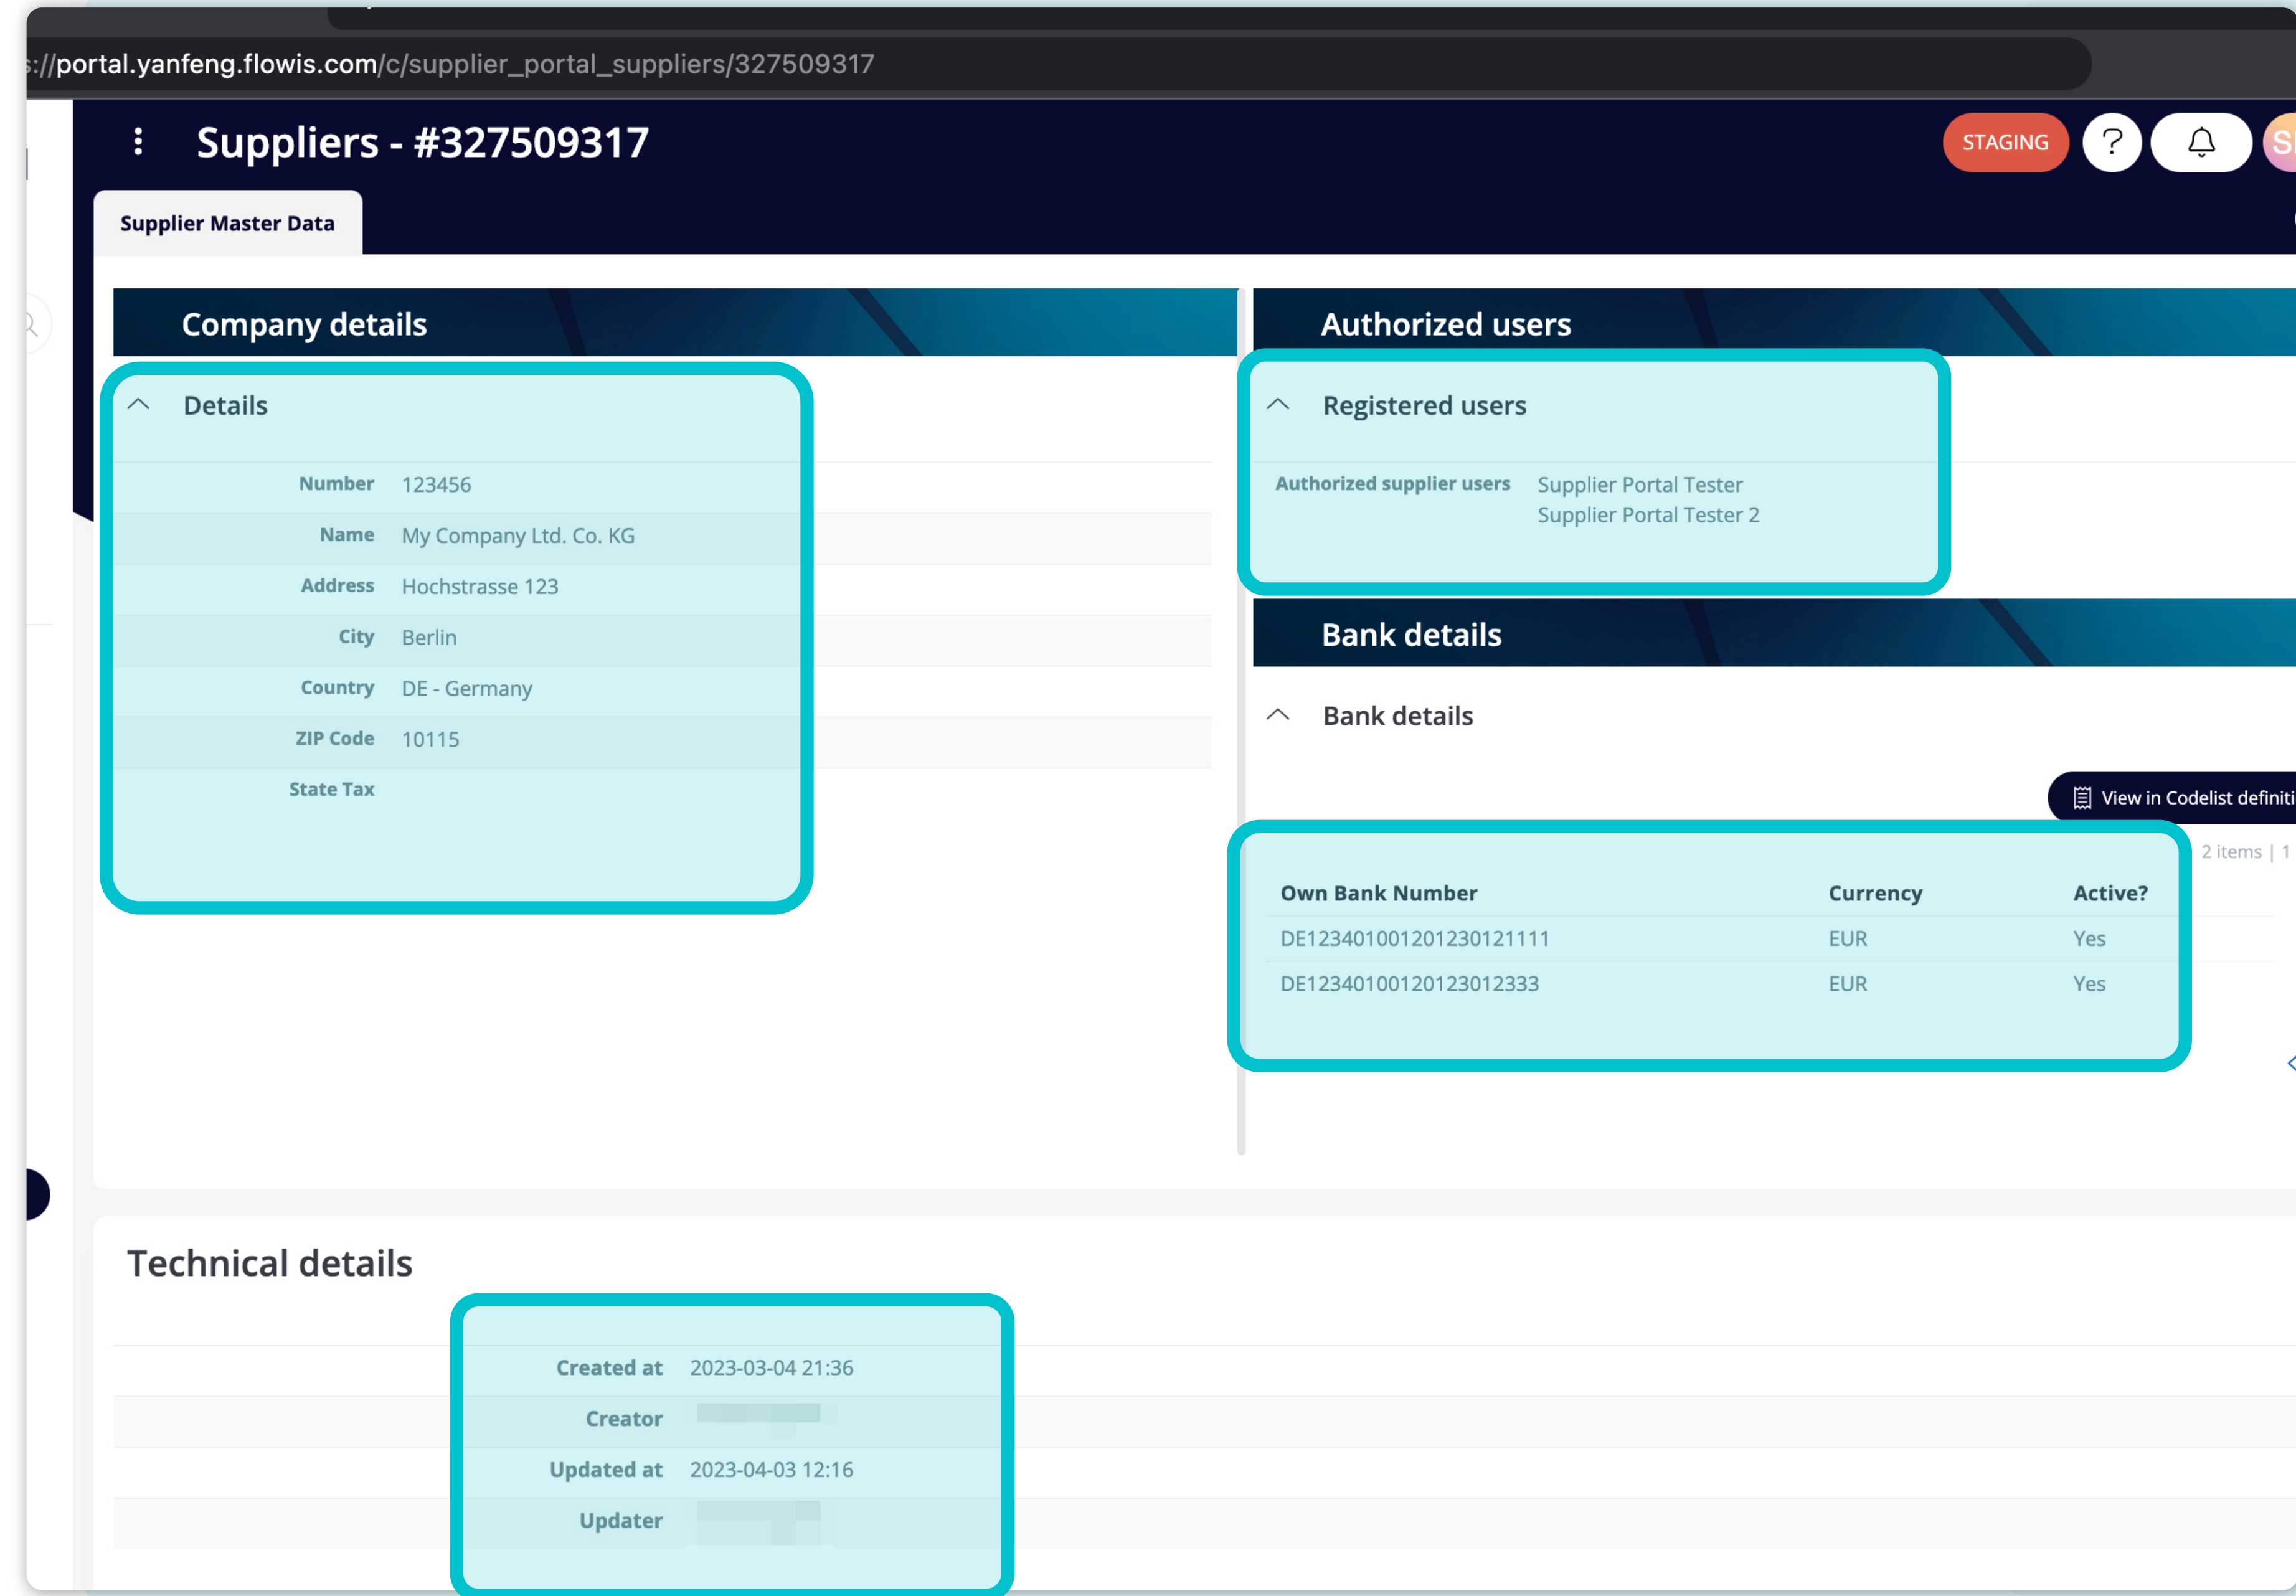 ://portal.yanfeng.flowis.com/c/supplier_portal_suppliers/327509317
Suppliers - #327509317
STAGING
?
Supplier Master Data
Company details
Details
Number 123456
Name My Company Ltd. Co. KG
Address Hochstrasse 123
City Berlin
Country DE - Germany
ZIP Code 10115
State Tax
Authorized users
Registered users
Authorized supplier users Supplier Portal Tester
Supplier Portal Tester 2
Bank details
Bank details
View in Codelist
2 items | 1
Own Bank Number Currency Active?
DE123401001201230121111 EUR Yes
DE12340100120123012333 EUR Yes
Technical details
Created at 2023-03-04 21:36
Creator
Updated at 2023-04-03 12:16
Updater